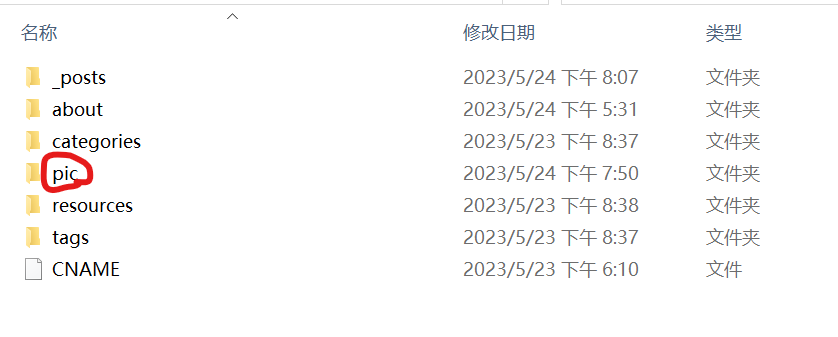 名称 修改日期 类型
_posts 2023/5/24 下午 8:07 文件夹
about 2023/5/24 下午 5:31 文件夹
categories 2023/5/23 下午 8:37 文件夹
pic 2023/5/24 下午 7:50 文件夹
resources 2023/5/23 下午 8:38 文件夹
tags 2023/5/23 下午 8:37 文件夹
CNAME 2023/5/23 下午 6:10 文件